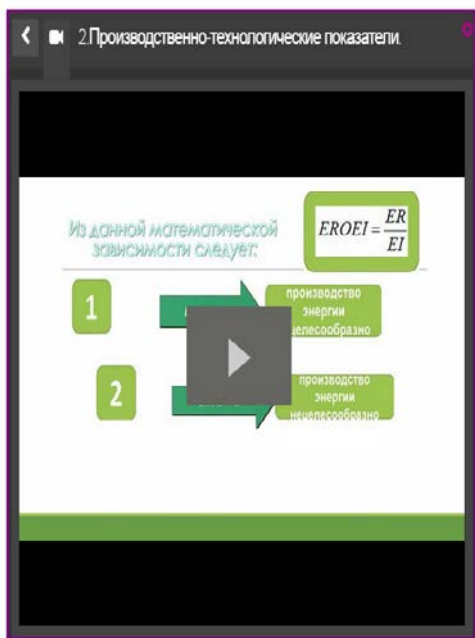 2.Производственно-технологические показатели.
Из данной математической
зависимости следует:
EROEI = ER / EI
1
производство
энергии
целесообразно
2
производство
энергии
нецелесообразно